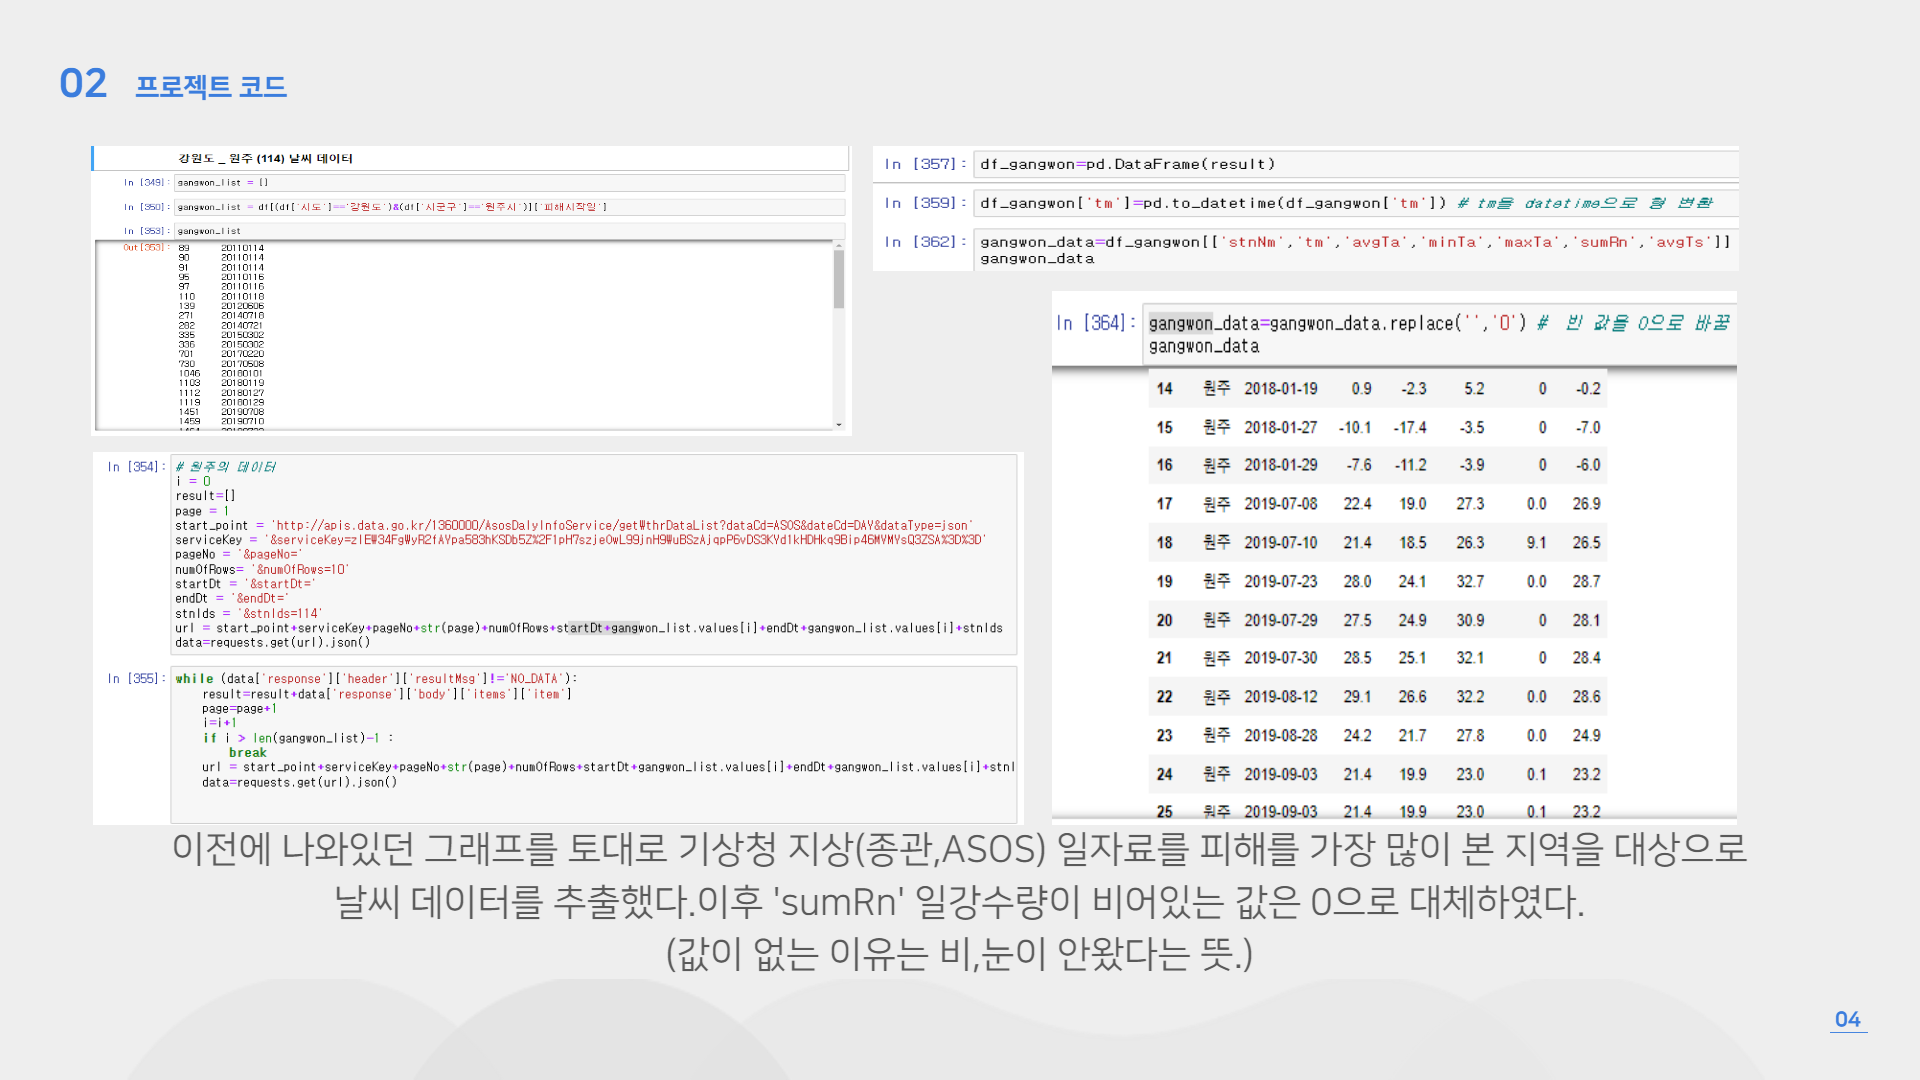 02 프로젝트 코드
강원도 _ 원주 (114) 날씨 데이터
In [349]: gangwon_list = []
In [350]: gangwon_list = df[(df['시도']=='강원도')&(df['시군구']=='원주시')]['피해시작일']
In [353]: gangwon_list
Out[353]: 89 20110114
90 20110114
91 20110114
95 20110116
97 20110116
110 20110118
139 20120606
271 20140718
282 20140721
335 20150302
336 20150302
701 20170220
730 20170508
1046 20180101
1103 20180119
1112 20180127
1119 20180129
1451 20190708
1459 20190710
In [354]: # 원주의 데이터
i = 0
result=[]
page = 1
start_point = 'http://apis.data.go.kr/1360000/AsosDalyInfoService/getWthrDataList?dataCd=ASOS&dateCd=DAY&dataType=json'
pageNo = '&pageNo='
numOfRows= '&numOfRows=10'
startDt = '&startDt='
endDt = '&endDt='
stnIds = '&stnIds=114'
url = start_point+serviceKey+pageNo+str(page)+numOfRows+startDt+gangwon_list.values[i]+endDt+gangwon_list.values[i]+stnIds
data=requests.get(url).json()
In [355]: while (data['response']['header']['resultMsg']!='NO_DATA'):
result=result+data['response']['body']['items']['item']
page=page+1
i=i+1
if i > len(gangwon_list)-1 :
break
url = start_point+serviceKey+pageNo+str(page)+numOfRows+startDt+gangwon_list.values[i]+endDt+gangwon_list.values[i]+stnI
data=requests.get(url).json()
In [357]: df_gangwon=pd.DataFrame(result)
In [359]: df_gangwon['tm']=pd.to_datetime(df_gangwon['tm']) # tm을 datetime으로 형 변환
In [362]: gangwon_data=df_gangwon[['stnNm','tm','avgTa','minTa','maxTa','sumRn','avgTs']]
gangwon_data
In [364]: gangwon_data=gangwon_data.replace('','0') # 빈 값을 0으로 바꿈
gangwon_data
14 원주 2018-01-19 0.9 -2.3 5.2 0 -0.2
15 원주 2018-01-27 -10.1 -17.4 -3.5 0 -7.0
16 원주 2018-01-29 -7.6 -11.2 -3.9 0 -6.0
17 원주 2019-07-08 22.4 19.0 27.3 0.0 26.9
18 원주 2019-07-10 21.4 18.5 26.3 9.1 26.5
19 원주 2019-07-23 28.0 24.1 32.7 0.0 28.7
20 원주 2019-07-29 27.5 24.9 30.9 0 28.1
21 원주 2019-07-30 28.5 25.1 32.1 0 28.4
22 원주 2019-08-12 29.1 26.6 32.2 0.0 28.6
23 원주 2019-08-28 24.2 21.7 27.8 0.0 24.9
24 원주 2019-09-03 21.4 19.9 23.0 0.1 23.2
25 원주 2019-09-03 21.4 19.9 23.0 0.1 23.2
이전에 나와있던 그래프를 토대로 기상청 지상(종관,ASOS) 일자료를 피해를 가장 많이 본 지역을 대상으로
날씨 데이터를 추출했다.이후 'sumRn' 일강수량이 비어있는 값은 0으로 대체하였다.
(값이 없는 이유는 비,눈이 안왔다는 뜻.)
04